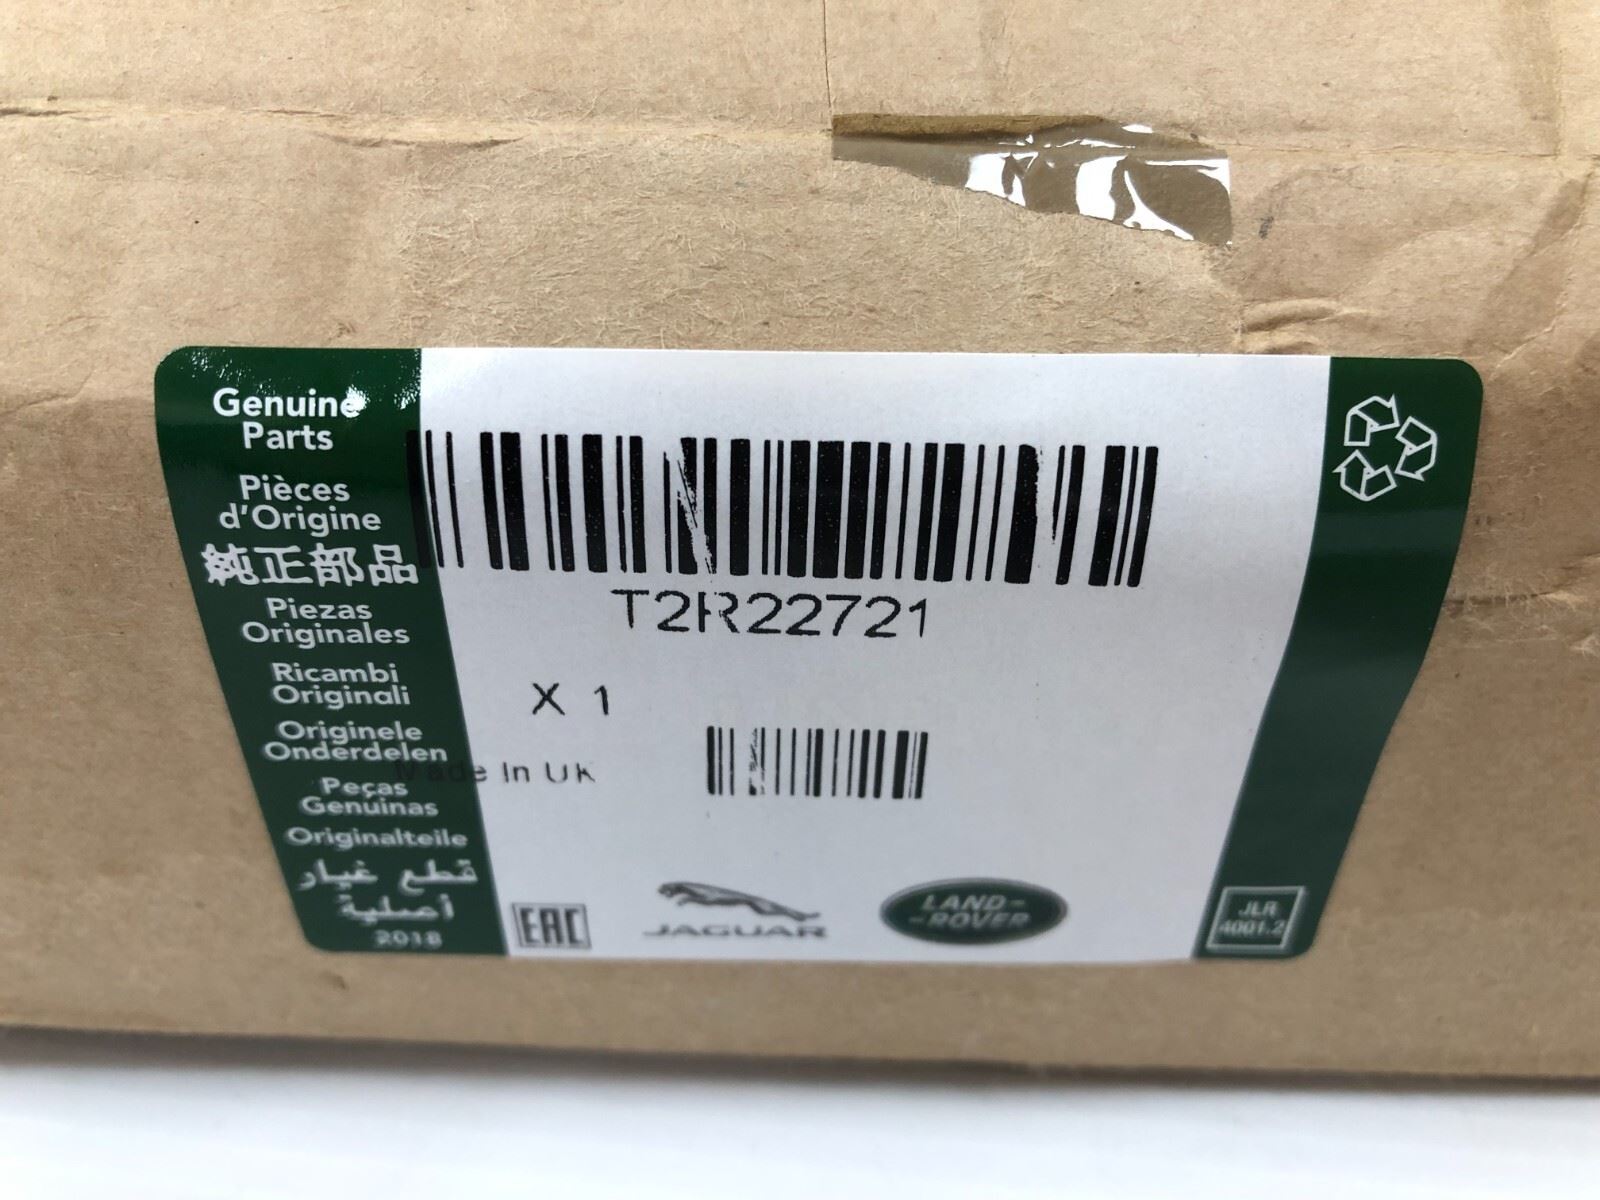 Genuine
Parts
Pièces
d'Origine
純正部品
Piezas
Originales
Ricambi
Originali
Originele
Onderdelen
Peças
Genuinas
Originalteile
قطع غيار
أصلية
2018
T2R22721
X 1
Made In UK
EAC
JAGUAR
LAND-
-ROVER
JLR
4001.2